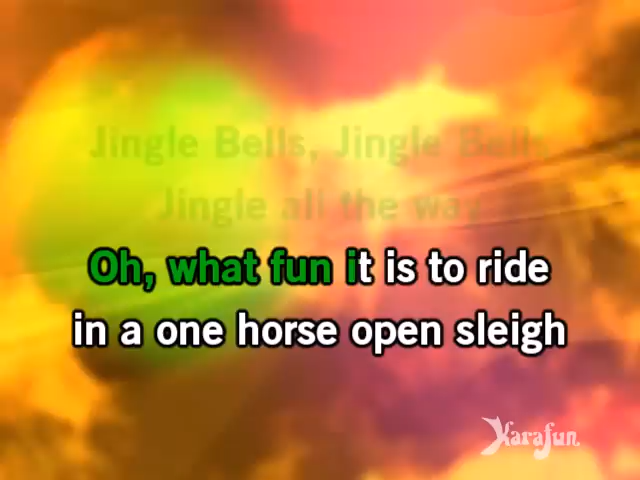 Jingle Bells, Jingle Bells
Jingle all the way
Oh, what fun it is to ride
in a one horse open sleigh
Karafun